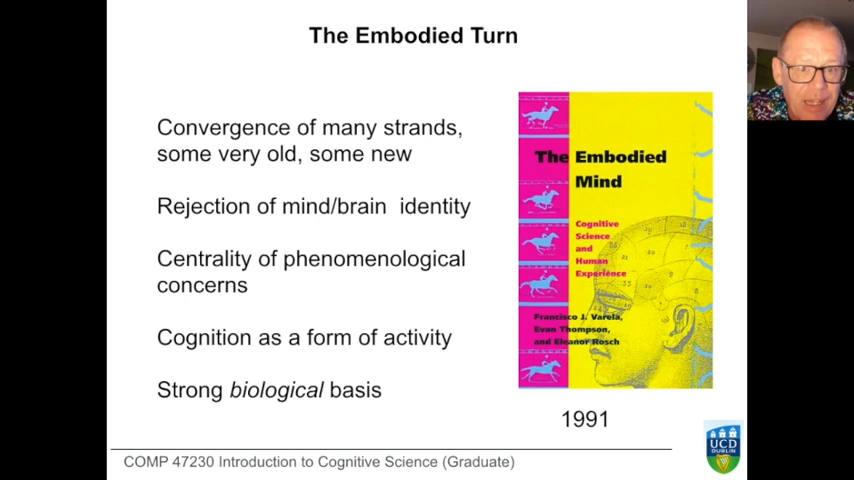 The Embodied Turn
Convergence of many strands,
some very old, some new
Rejection of mind/brain identity
Centrality of phenomenological
concerns
Cognition as a form of activity
Strong biological basis
The Embodied
Mind
Cognitive
Science
and
Human
Experience
Francisco J. Varela,
Evan Thompson,
and Eleanor Rosch
1991
UCD
DUBLIN
COMP 47230 Introduction to Cognitive Science (Graduate)